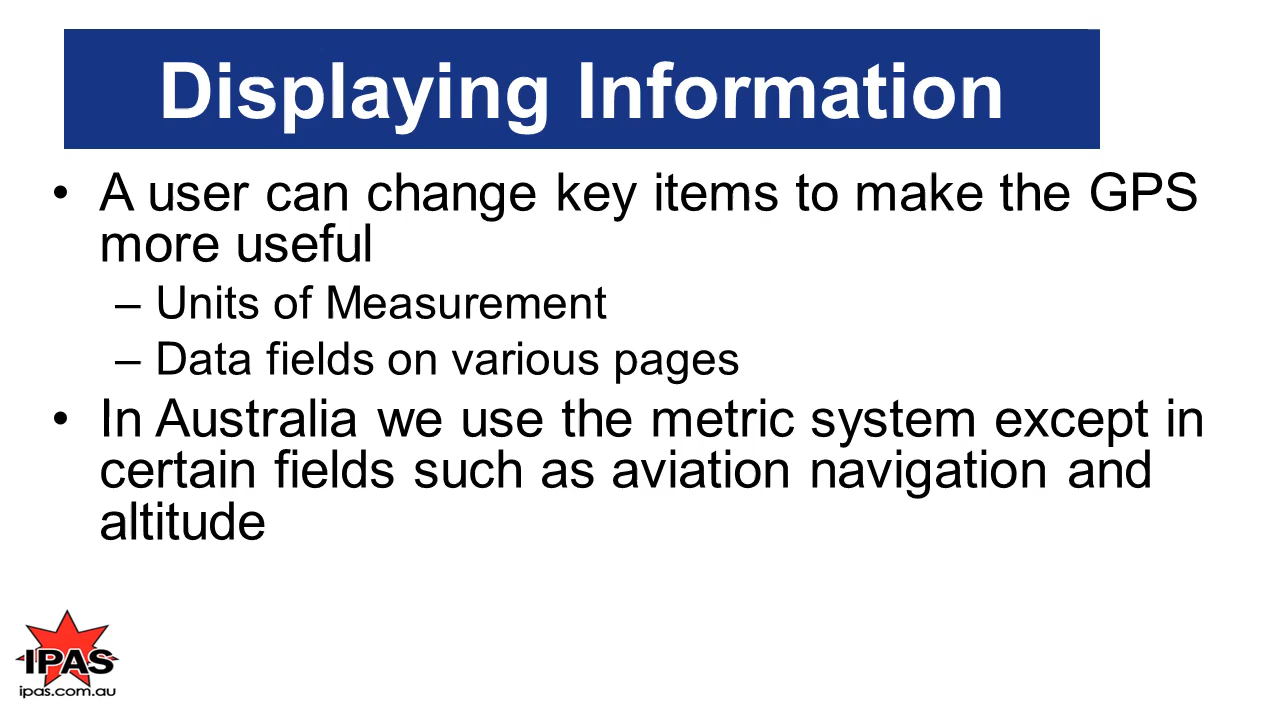 Displaying Information
• A user can change key items to make the GPS
more useful
– Units of Measurement
– Data fields on various pages
• In Australia we use the metric system except in
certain fields such as aviation navigation and
altitude
IPAS
ipas.com.au